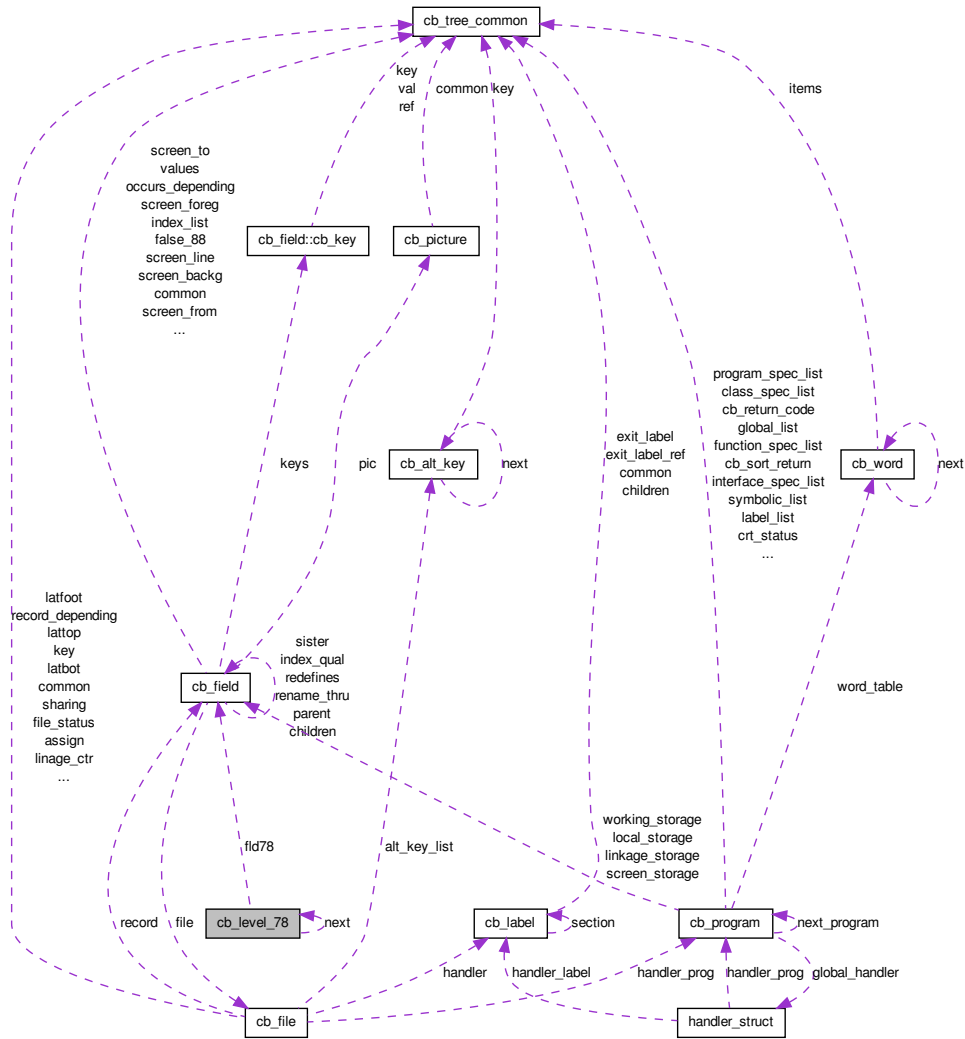 cb_tree_common
key
val
ref
common key
items
screen_to
values
occurs_depending
screen_foreg
index_list
false_88
screen_line
screen_backg
common
screen_from
...
cb_field::cb_key
cb_picture
program_spec_list
class_spec_list
cb_return_code
global_list
function_spec_list
cb_sort_return
interface_spec_list
symbolic_list
label_list
crt_status
...
exit_label
exit_label_ref
common
children
keys
pic
cb_alt_key
next
cb_word
next
latfoot
record_depending
lattop
key
latbot
common
sharing
file_status
assign
linage_ctr
...
sister
index_qual
redefines
rename_thru
parent
children
cb_field
word_table
fld78
alt_key_list
working_storage
local_storage
linkage_storage
screen_storage
record
file
cb_level_78
next
cb_label
section
cb_program
next_program
handler
handler_label
handler_prog
handler_prog
global_handler
cb_file
handler_struct